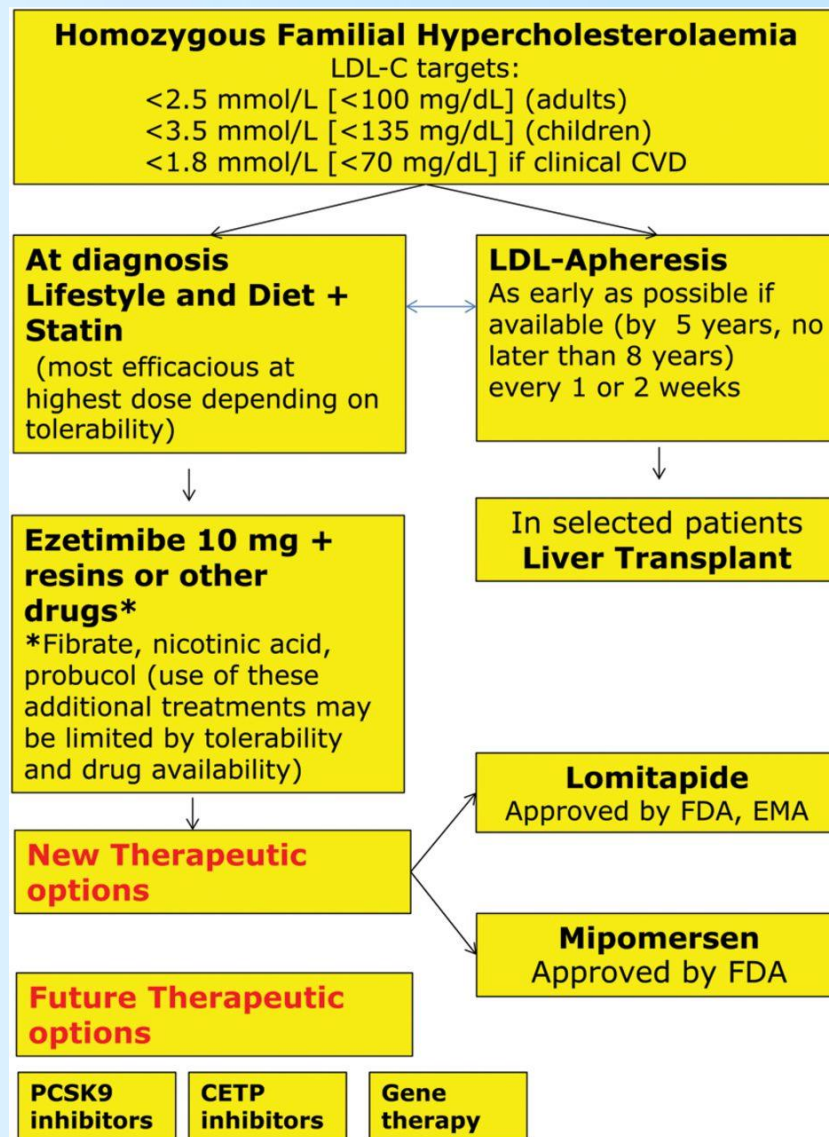 Homozygous Familial Hypercholesterolaemia
LDL-C targets:
<2.5 mmol/L [<100 mg/dL] (adults)
<3.5 mmol/L [<135 mg/dL] (children)
<1.8 mmol/L [<70 mg/dL] if clinical CVD
At diagnosis
Lifestyle and Diet +
Statin
(most efficacious at
highest dose depending on
tolerability)
LDL-Apheresis
As early as possible if
available (by 5 years, no
later than 8 years)
every 1 or 2 weeks
Ezetimibe 10 mg +
resins or other
drugs*
*Fibrate, nicotinic acid,
probucol (use of these
additional treatments may
be limited by tolerability
and drug availability)
In selected patients
Liver Transplant
New Therapeutic
options
Lomitapide
Approved by FDA, EMA
Mipomersen
Approved by FDA
Future Therapeutic
options
PCSK9
inhibitors
CETP
inhibitors
Gene
therapy